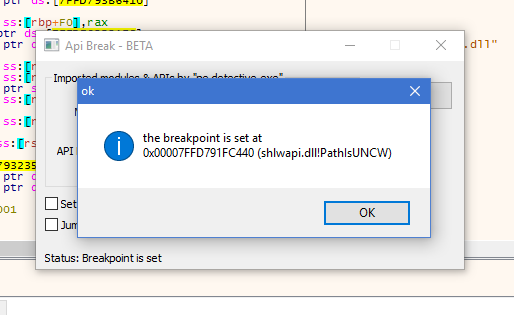 ptr ds:[7FFD793B6410]
ss:[rbp+F0],rax
ptr ds
ptr
.dll"
Api Break - BETA
ss:[r
ss:[r
ptr s
ss:[r
ss:[r
ss:[rs
793235
ptr d
ptr d
001
Imported modules & APIs by "pe-detective.exe"
API
Set
Jum
ok
the breakpoint is set at
0x00007FFD791FC440 (shlwapi.dll!PathIsUNCW)
OK
Status: Breakpoint is set